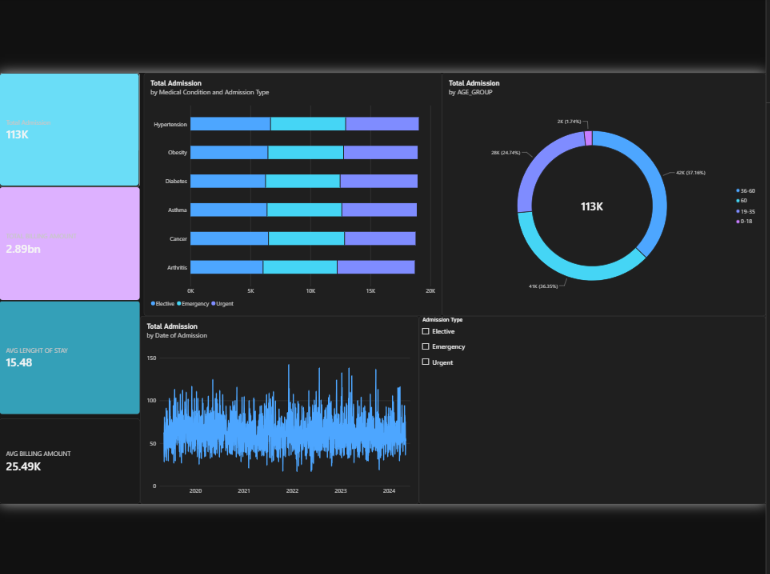 113K
2.89bn
AVG LENGHT OF STAY
15.48
AVG BILLING AMOUNT
25.49K
Total Admission
by Medical Condition and Admission Type
Hypertension
Obesity
Diabetes
Asthma
Cancer
Arthritis
0K 5K 10K 15K 20K
Elective Emergency Urgent
Total Admission
by AGE_GROUP
2K (1.74%)
28K (24.74%)
42K (37.16%)
113K
41K (36.35%)
36-60
60
19-35
0-18
Total Admission
by Date of Admission
150
100
50
0
2020 2021 2022 2023 2024
Admission Type
Elective
Emergency
Urgent